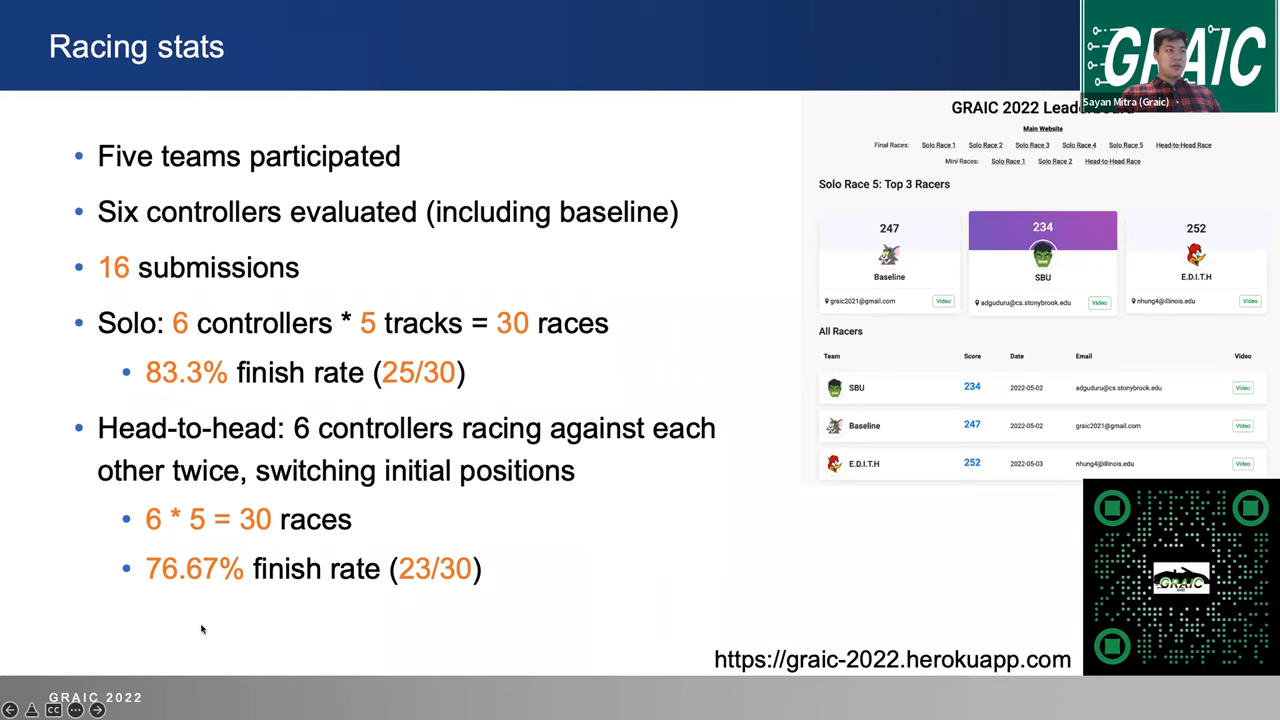 Racing stats
GRAIC
Sayan Mitra (Graic)
• Five teams participated
• Six controllers evaluated (including baseline)
• 16 submissions
• Solo: 6 controllers * 5 tracks = 30 races
• 83.3% finish rate (25/30)
• Head-to-head: 6 controllers racing against each
other twice, switching initial positions
• 6 * 5 = 30 races
• 76.67% finish rate (23/30)
GRAIC 2022
Main Website
Final Races: Solo Race 1 Solo Race 2 Solo Race 3 Solo Race 4 Solo Race 5 Head-to-Head Race
Mini Races: Solo Race 1 Solo Race 2 Head-to-Head Race
Solo Race 5: Top 3 Racers
247
Baseline
graic2021@gmail.com Video
234
SBU
adguduru@cs.stonybrook.edu Video
252
E.D.I.T.H
nhung4@illinois.edu Video
All Racers
Team Score Date Email Video
SBU 234 2022-05-02 adguduru@cs.stonybrook.edu Video
Baseline 247 2022-05-02 graic2021@gmail.com Video
E.D.I.T.H 252 2022-05-03 nhung4@illinois.edu Video
GRAIC
https://graic-2022.herokuapp.com
GRAIC 2022
CC